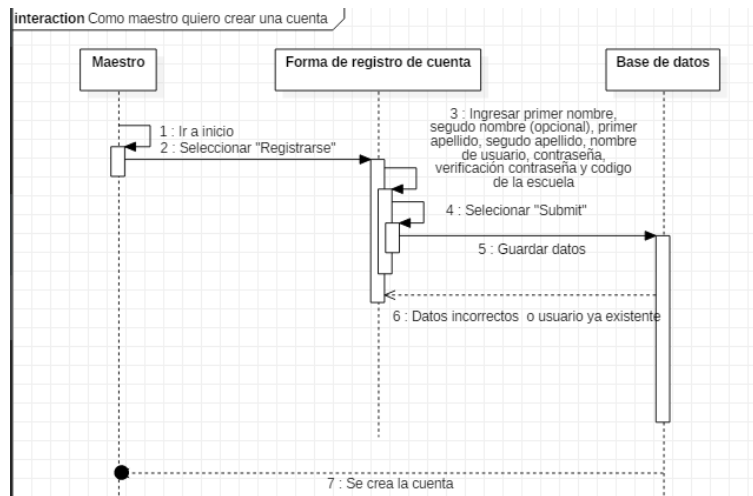 interaction Como maestro quiero crear una cuenta
Maestro
Forma de registro de cuenta
Base de datos
1 : Ir a inicio
2 : Seleccionar "Registrarse"
3 : Ingresar primer nombre,
segudo nombre (opcional), primer
apellido, segudo apellido, nombre
de usuario, contraseña,
verificación contraseña y codigo
de la escuela
4 : Selecionar "Submit"
5 : Guardar datos
6 : Datos incorrectos o usuario ya existente
7 : Se crea la cuenta